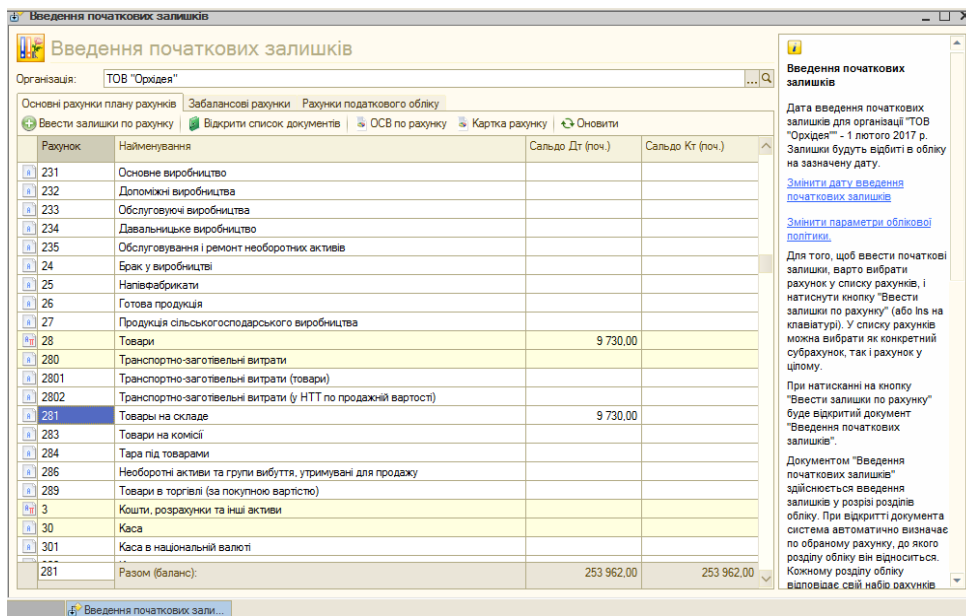 Введення початкових залишків
Введення початкових залишків
Організація: ТОВ "Орхідея" ...
Основні рахунки плану рахунків Забалансові рахунки Рахунки податкового обліку
Ввести залишки по рахунку Відкрити список документів ОСВ по рахунку Картка рахунку Оновити
Рахунок Найменування Сальдо Дт (поч.) Сальдо Кт (поч.)
231 Основне виробництво
232 Допоміжні виробництва
233 Обслуговуючі виробництва
234 Давальницьке виробництво
235 Обслуговування і ремонт необоротних активів
24 Брак у виробництві
25 Напівфабрикати
26 Готова продукція
27 Продукція сільськогосподарського виробництва
28 Товари 9 730,00
280 Транспортно-заготівельні витрати
2801 Транспортно-заготівельні витрати (товари)
2802 Транспортно-заготівельні витрати (у НТТ по продажній вартості)
281 Товары на складе 9 730,00
283 Товари на комісії
284 Тара під товарами
286 Необоротні активи та групи вибуття, утримувані для продажу
289 Товари в торгівлі (за покупною вартістю)
3 Кошти, розрахунки та інші активи
30 Каса
301 Каса в національній валюті
281 Разом (баланс): 253 962,00 253 962,00
Введення початкових
залишків
Дата введення початкових
залишків для організації "ТОВ
"Орхідея"" - 1 лютого 2017 р.
Залишки будуть відбиті в обліку
на зазначену дату.
Змінити дату введення
початкових залишків
Змінити параметри облікової
політики.
Для того, щоб ввести початкові
залишки, варто вибрати
рахунок у списку рахунків, і
натиснути кнопку "Ввести
залишки по рахунку" (або Ins на
клавіатурі). У списку рахунків
можна вибрати як конкретний
субрахунок, так і рахунок у
цілому.
При натисканні на кнопку
"Ввести залишки по рахунку"
буде відкритий документ
"Введення початкових
залишків".
Документом "Введення
початкових залишків"
здійснюється введення
залишків у розрізі розділів
обліку. При відкритті документа
система автоматично визначає
по обраному рахунку, до якого
розділу обліку він відноситься.
Кожному розділу обліку
відповідає свій набір рахунків
Введення початкових зали...